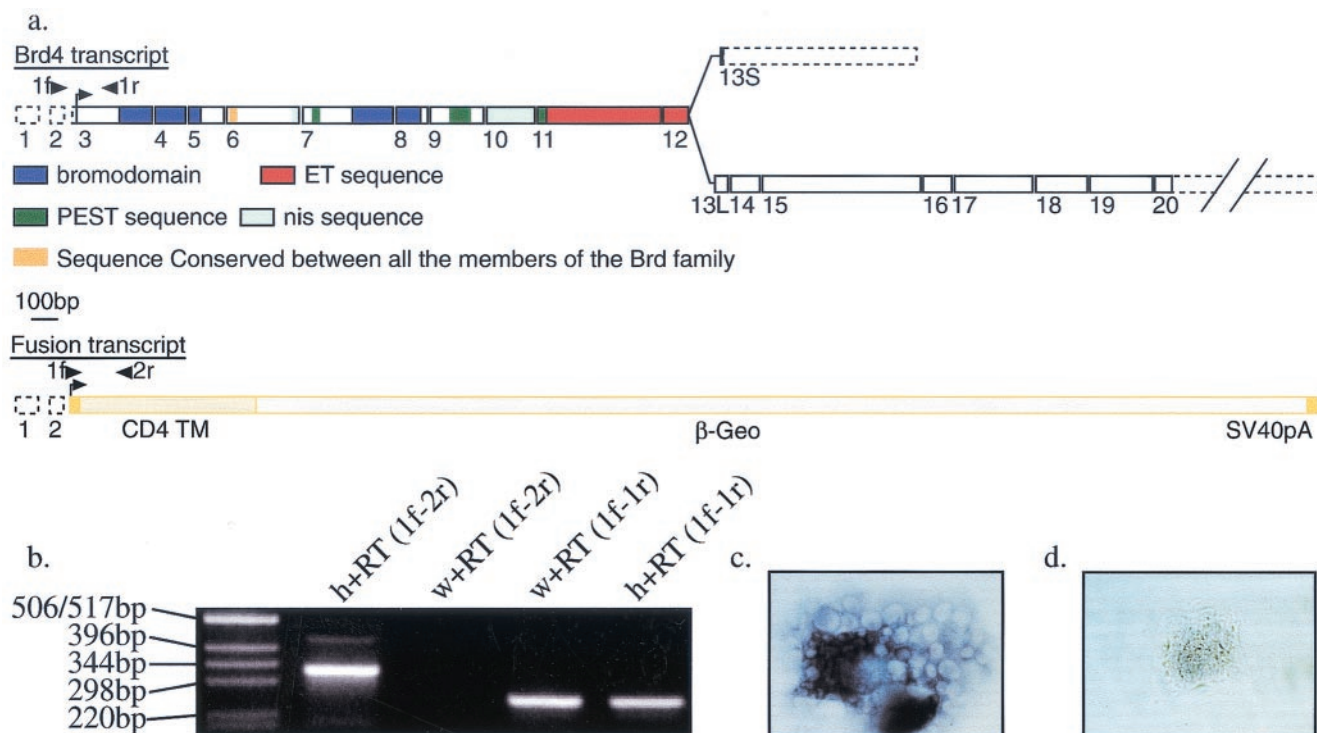 a.
Brd4 transcript
1f 1r
13S
1 2 3 4 5 6 7 8 9 10 11 12
bromodomain ET sequence
13L 14 15 16 17 18 19 20
PEST sequence nis sequence
Sequence Conserved between all the members of the Brd family
100bp
Fusion transcript
1f 2r
1 2 CD4 TM β-Geo SV40pA
b.
h+RT (1f-2r) w+RT (1f-2r) w+RT (1f-1r) h+RT (1f-1r)
c. d.
506/517bp
396bp
344bp
298bp
220bp